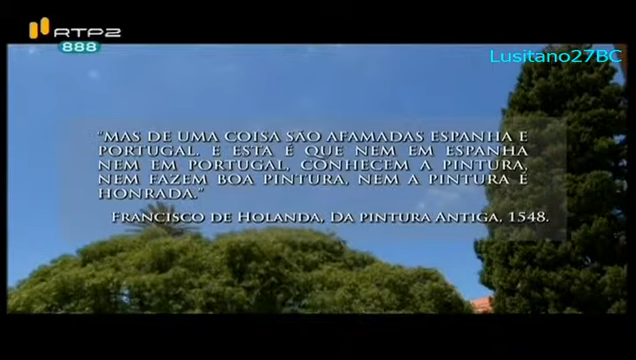 RTP2
888
Lusitano27BC
"MAS DE UMA COISA SÃO AFAMADAS ESPANHA E
PORTUGAL. E ESTA É QUE NEM EM ESPANHA
NEM EM PORTUGAL, CONHECEM A PINTURA,
NEM FAZEM BOA PINTURA, NEM A PINTURA É
HONRADA."
FRANCISCO DE HOLANDA, DA PINTURA ANTIGA, 1548.